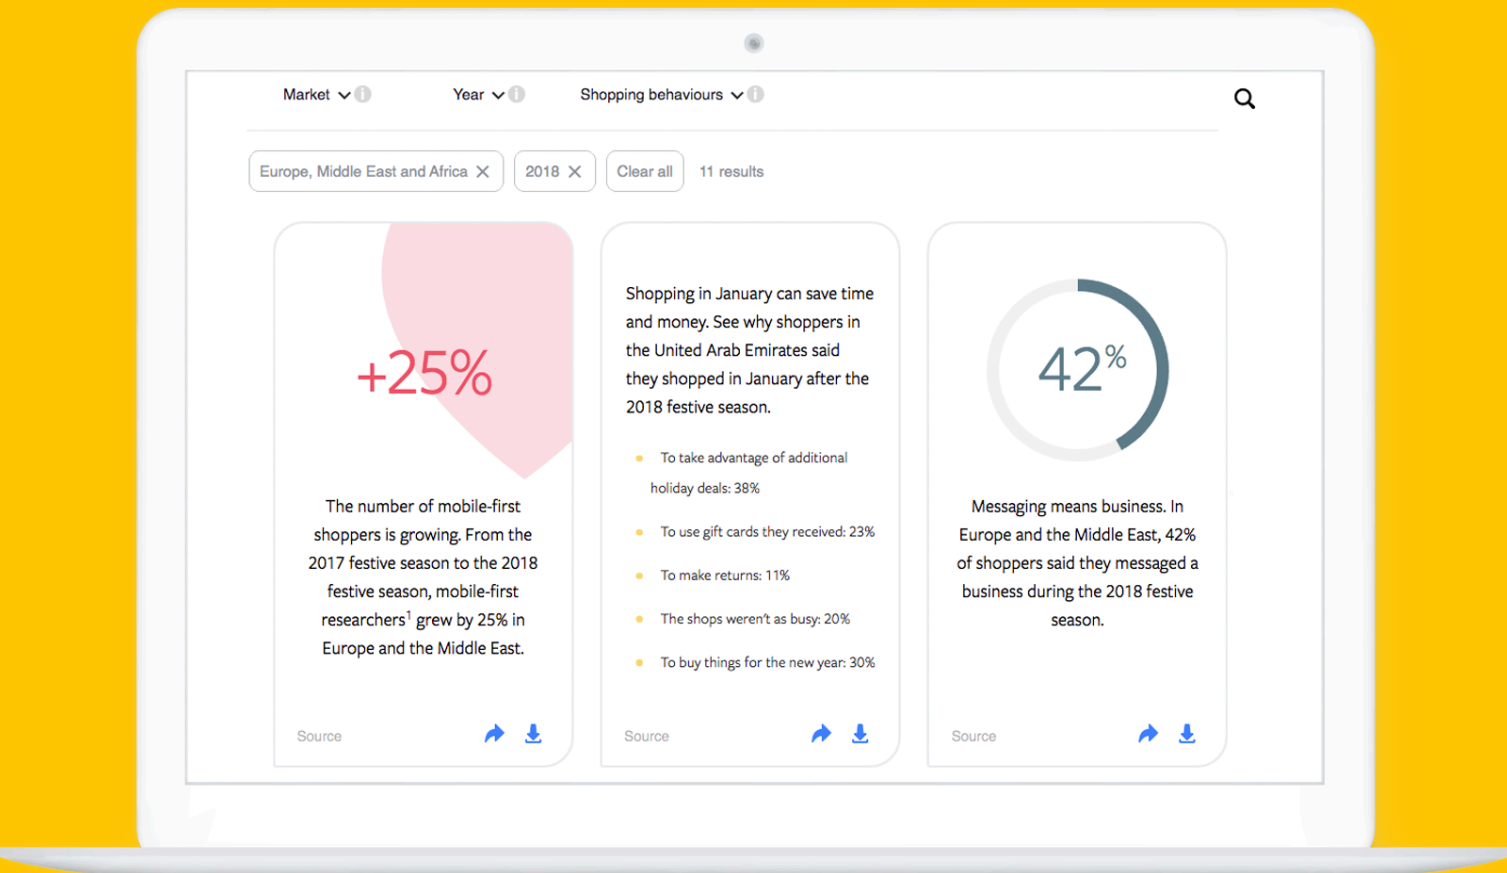 Market
Year
Shopping behaviours
Europe, Middle East and Africa
2018
Clear all
11 results
+25%
The number of mobile-first
shoppers is growing. From the
2017 festive season to the 2018
festive season, mobile-first
researchers¹ grew by 25% in
Europe and the Middle East.
Source
Shopping in January can save time
and money. See why shoppers in
the United Arab Emirates said
they shopped in January after the
2018 festive season.
To take advantage of additional
holiday deals: 38%
To use gift cards they received: 23%
To make returns: 11%
The shops weren't as busy: 20%
To buy things for the new year: 30%
Source
42%
Messaging means business. In
Europe and the Middle East, 42%
of shoppers said they messaged a
business during the 2018 festive
season.
Source